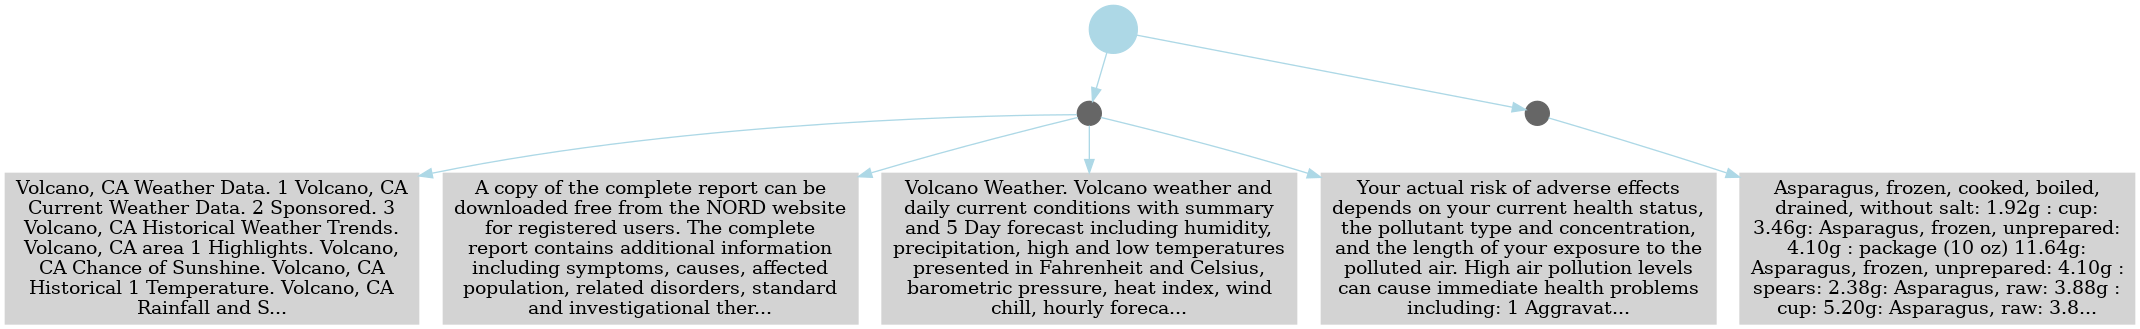 Volcano, CA Weather Data. 1 Volcano, CA
Current Weather Data. 2 Sponsored. 3
Volcano, CA Historical Weather Trends.
Volcano, CA area 1 Highlights. Volcano,
CA Chance of Sunshine. Volcano, CA
Historical 1 Temperature. Volcano, CA
Rainfall and S...
A copy of the complete report can be
downloaded free from the NORD website
for registered users. The complete
report contains additional information
including symptoms, causes, affected
population, related disorders, standard
and investigational ther...
Volcano Weather. Volcano weather and
daily current conditions with summary
and 5 Day forecast including humidity,
precipitation, high and low temperatures
presented in Fahrenheit and Celsius,
barometric pressure, heat index, wind
chill, hourly foreca...
Your actual risk of adverse effects
depends on your current health status,
the pollutant type and concentration,
and the length of your exposure to the
polluted air. High air pollution levels
can cause immediate health problems
including: 1 Aggravat...
Asparagus, frozen, cooked, boiled,
drained, without salt: 1.92g : cup:
3.46g: Asparagus, frozen, unprepared:
4.10g : package (10 oz) 11.64g:
Asparagus, frozen, unprepared: 4.10g :
spears: 2.38g: Asparagus, raw: 3.88g :
cup: 5.20g: Asparagus, raw: 3.8...